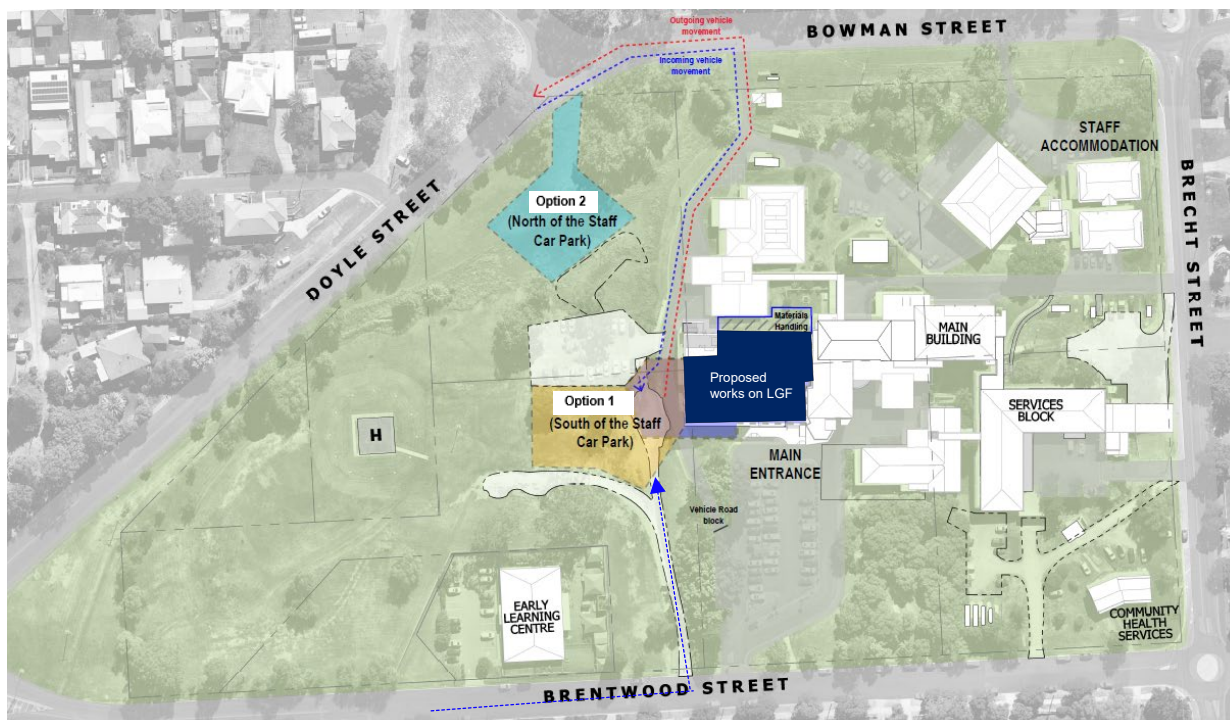 BOWMAN STREET
Outgoing vehicle
movement
Incoming vehicle
movement
STAFF
ACCOMMODATION
BRECHT STREET
DOYLE STREET
Option 2
(North of the Staff
Car Park)
Materials
Handling
MAIN
BUILDING
Proposed
works on LGF
Option 1
(South of the Staff
Car Park)
SERVICES
BLOCK
H
MAIN
ENTRANCE
Vehicle Road
block
EARLY
LEARNING
CENTRE
COMMUNITY
HEALTH
SERVICES
BRENTWOOD STREET